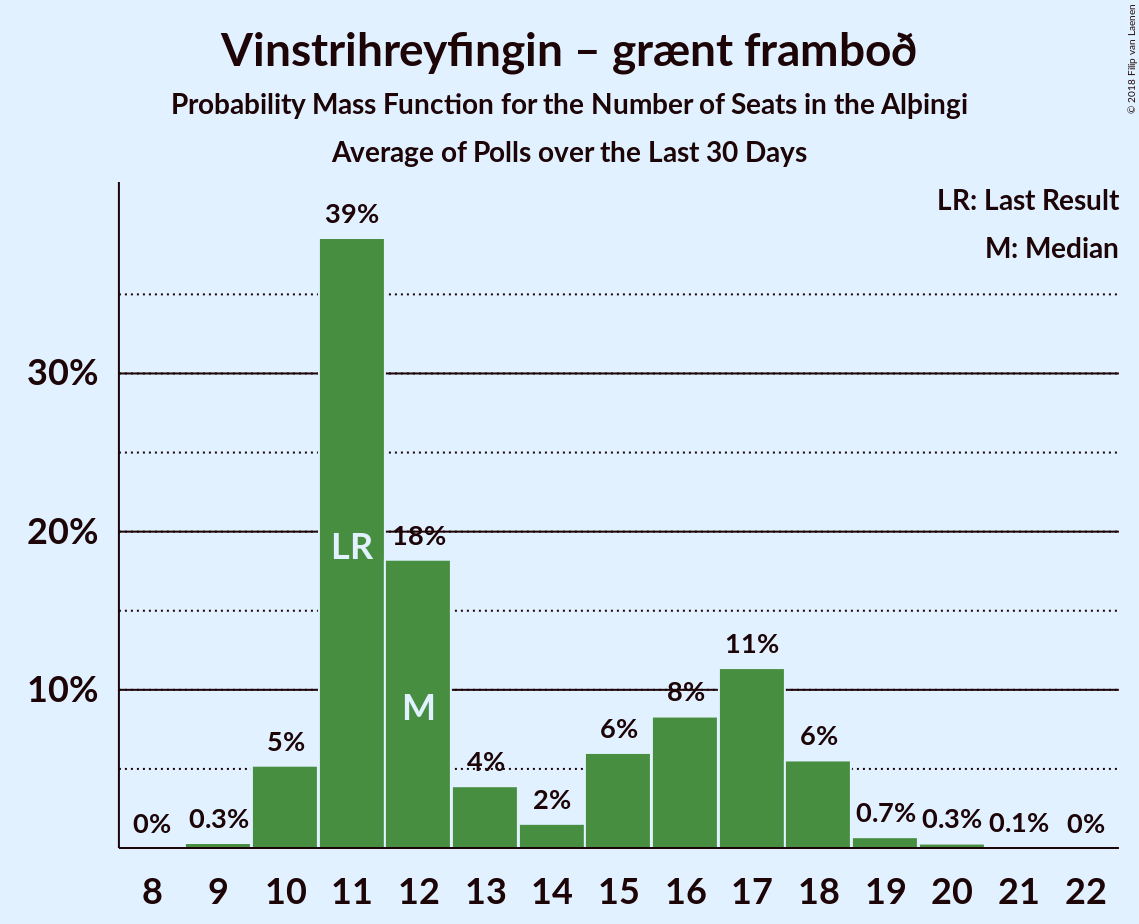 Vinstrihreyfingin – grænt framboð
Probability Mass Function for the Number of Seats in the Alþingi
Average of Polls over the Last 30 Days
© 2018 Filip van Laenen
LR: Last Result
M: Median
39%
30%
20%
18%
LR
11%
10%
8%
M
6%
6%
5%
4%
2%
0%
0.3%
0.7%
0.3%
0.1%
0%
8 9 10 11 12 13 14 15 16 17 18 19 20 21 22